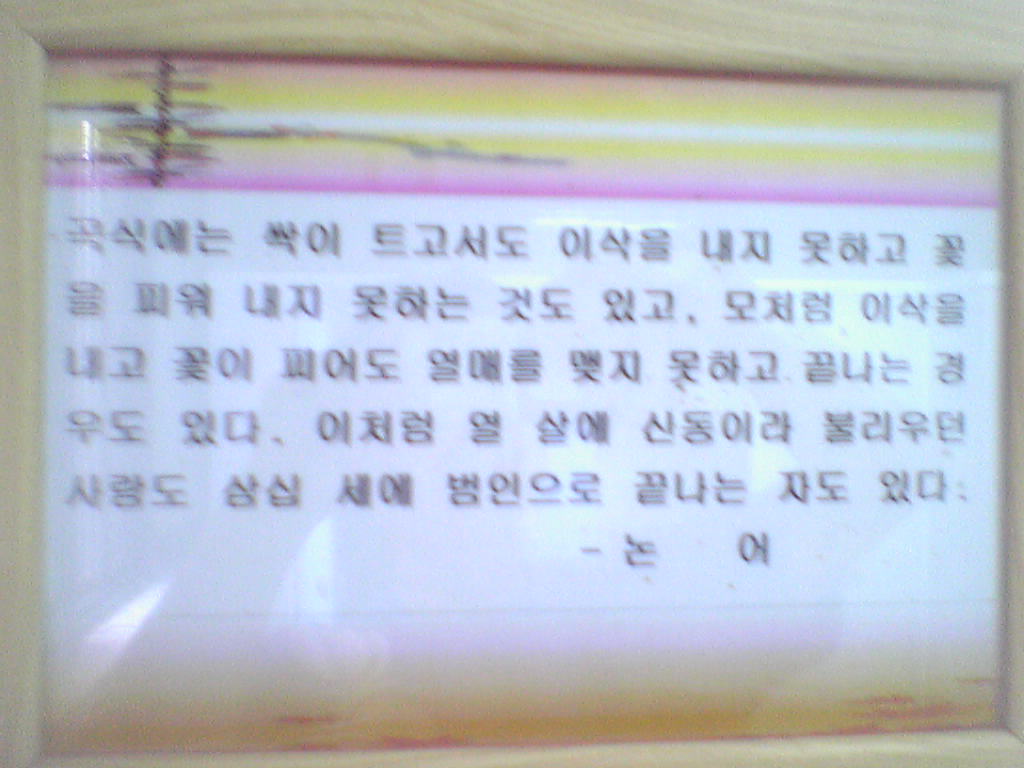 곡식에는 싹이 트고서도 이삭을 내지 못하고 꽃
을 피워 내지 못하는 것도 있고, 모처럼 이삭을
내고 꽃이 피어도 열매를 맺지 못하고 끝나는 경
우도 있다. 이처럼 열 살에 신동이라 불리우던
사람도 삼십 세에 범인으로 끝나는 자도 있다.
- 논 어